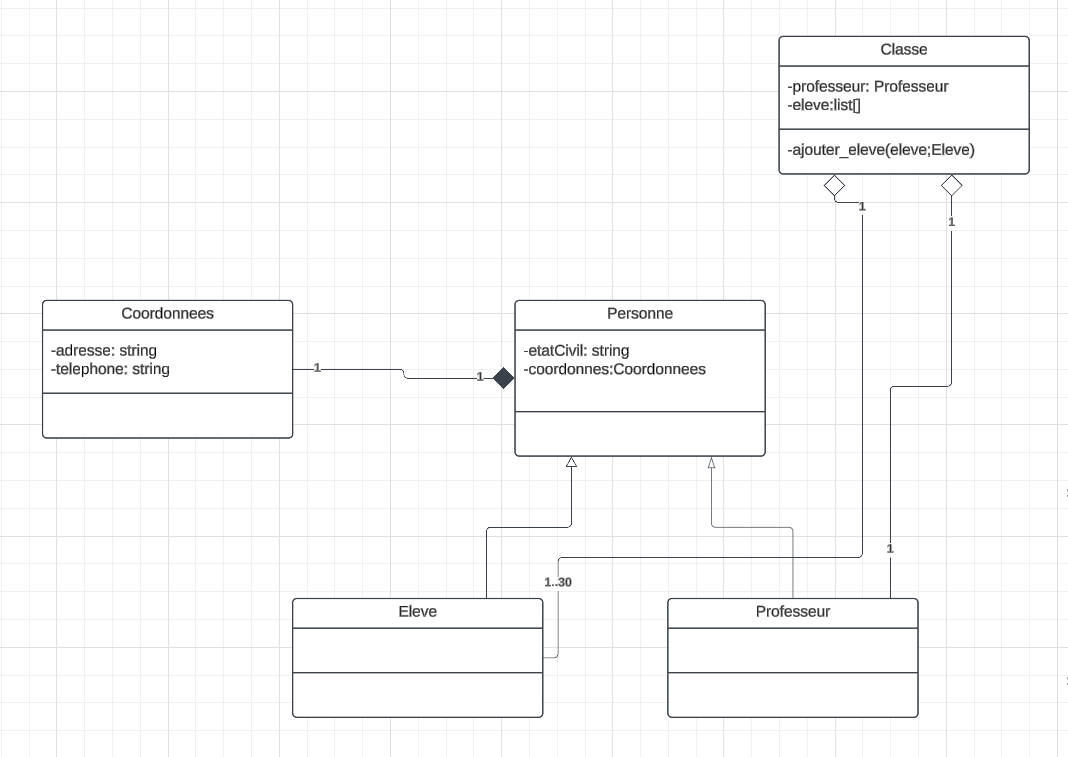 Classe
-professeur: Professeur
-eleve:list[]
-ajouter_eleve(eleve;Eleve)
1
1
Coordonnees
-adresse: string
-telephone: string
1
1
Personne
-etatCivil: string
-coordonnes:Coordonnees
1
1..30
Eleve
Professeur